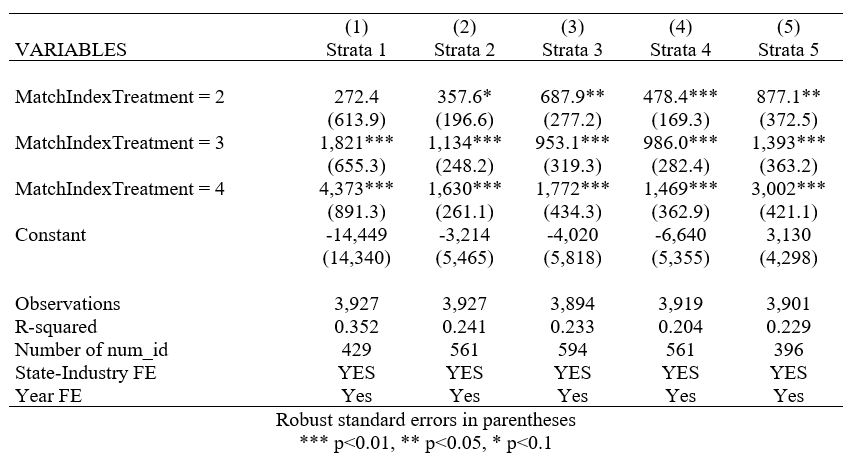 (1) (2) (3) (4) (5)
VARIABLES Strata 1 Strata 2 Strata 3 Strata 4 Strata 5
MatchIndexTreatment = 2 272.4 357.6* 687.9** 478.4*** 877.1**
(613.9) (196.6) (277.2) (169.3) (372.5)
MatchIndexTreatment = 3 1,821*** 1,134*** 953.1*** 986.0*** 1,393***
(655.3) (248.2) (319.3) (282.4) (363.2)
MatchIndexTreatment = 4 4,373*** 1,630*** 1,772*** 1,469*** 3,002***
(891.3) (261.1) (434.3) (362.9) (421.1)
Constant -14,449 -3,214 -4,020 -6,640 3,130
(14,340) (5,465) (5,818) (5,355) (4,298)
Observations 3,927 3,927 3,894 3,919 3,901
R-squared 0.352 0.241 0.233 0.204 0.229
Number of num_id 429 561 594 561 396
State-Industry FE YES YES YES YES YES
Year FE Yes Yes Yes Yes Yes
Robust standard errors in parentheses
*** p<0.01, ** p<0.05, * p<0.1